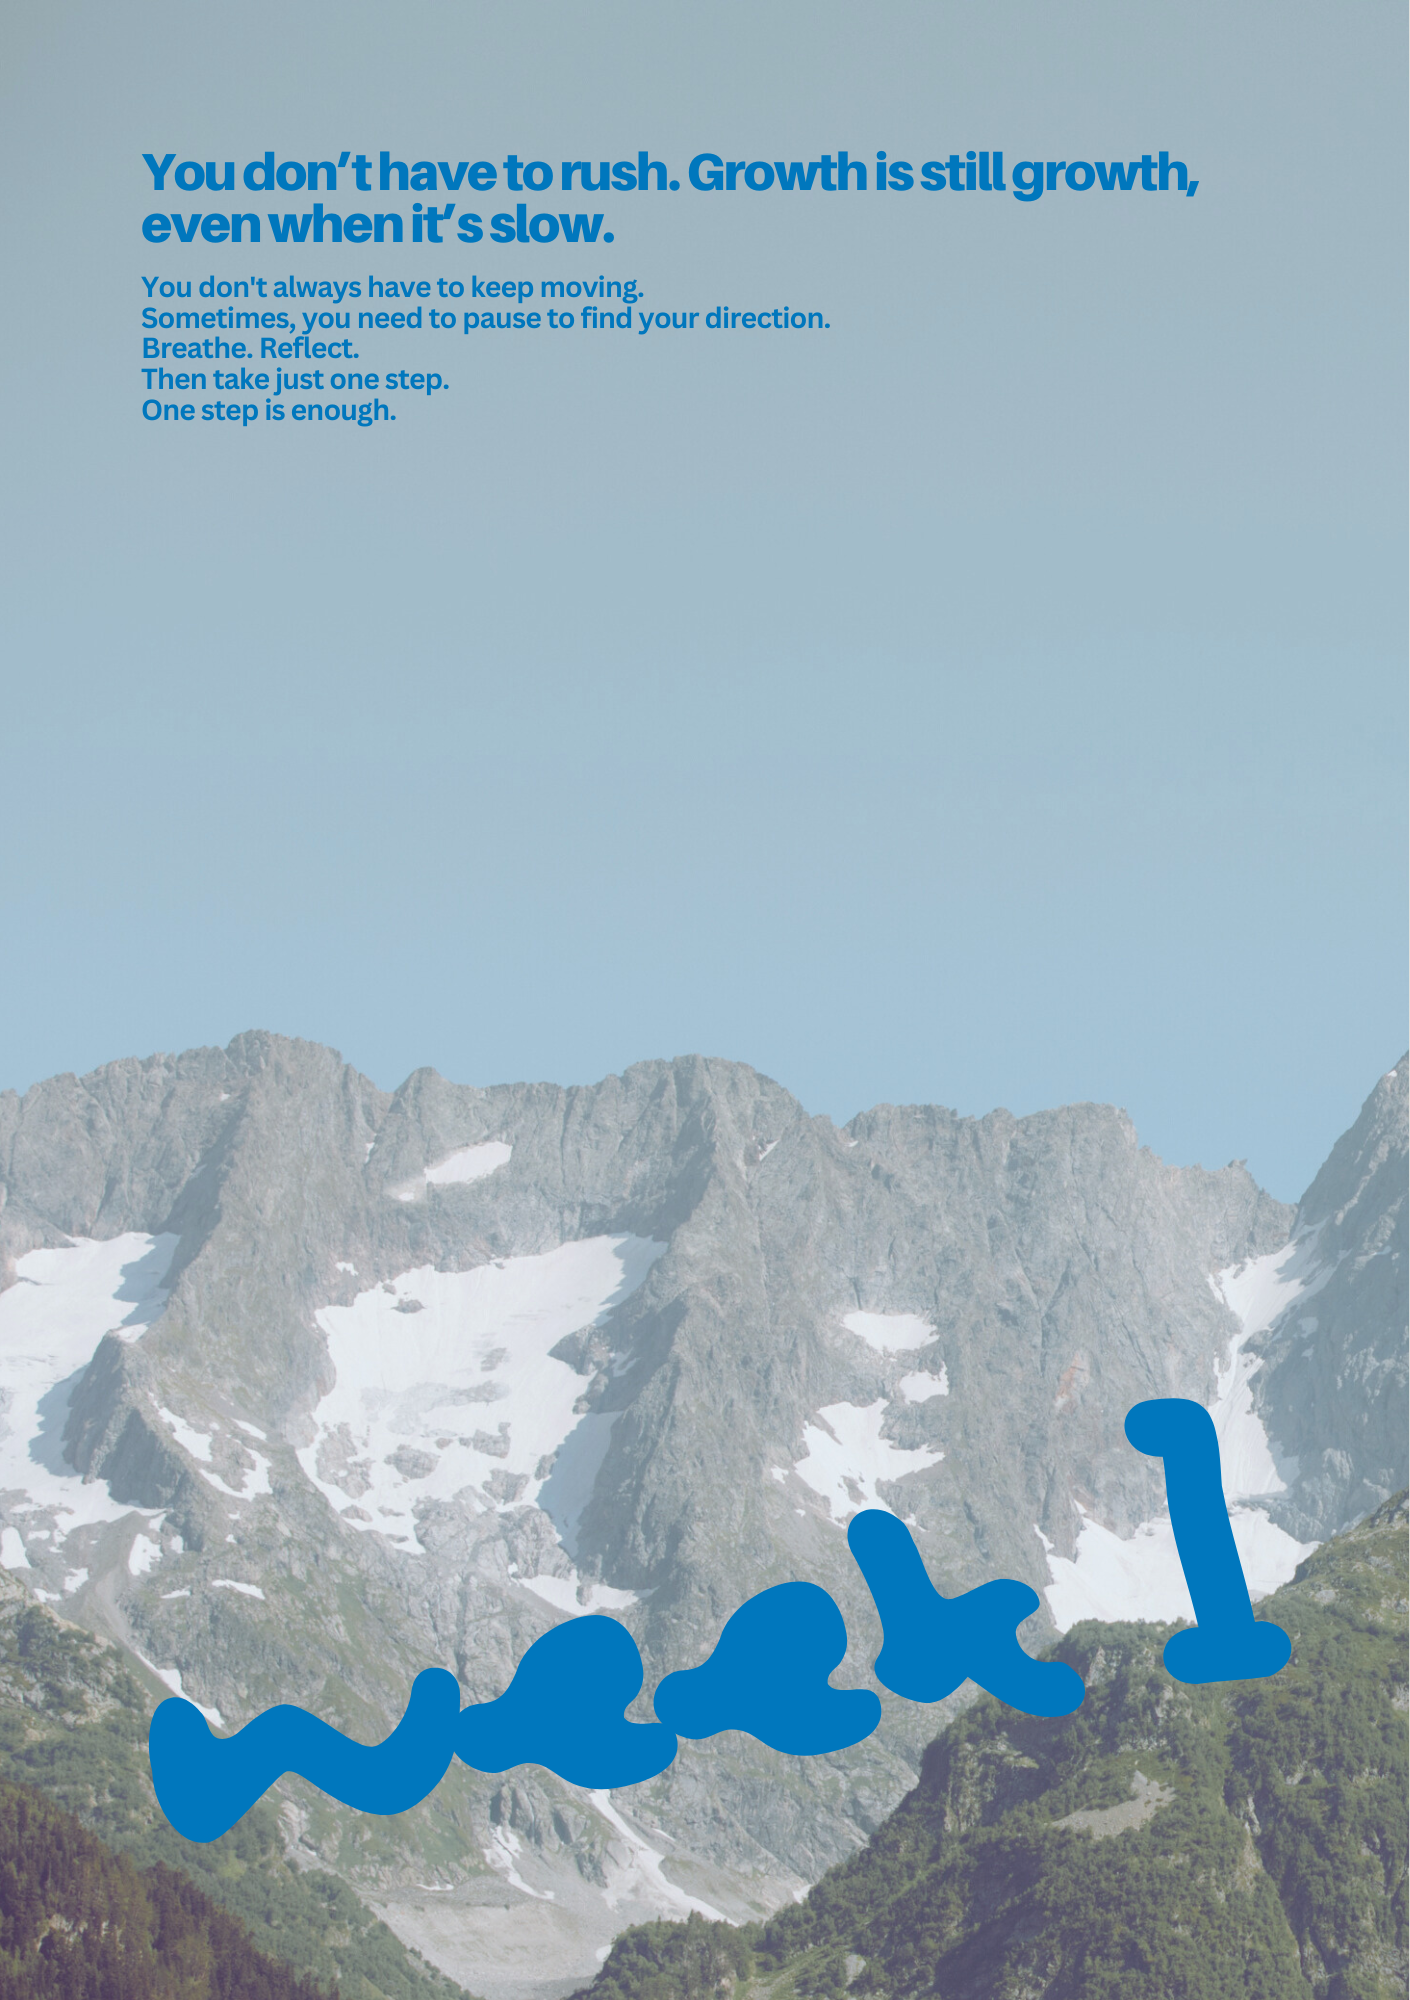 You don’t have to rush. Growth is still growth,
even when it’s slow.
You don't always have to keep moving.
Sometimes, you need to pause to find your direction.
Breathe. Reflect.
Then take just one step.
One step is enough.
week 1